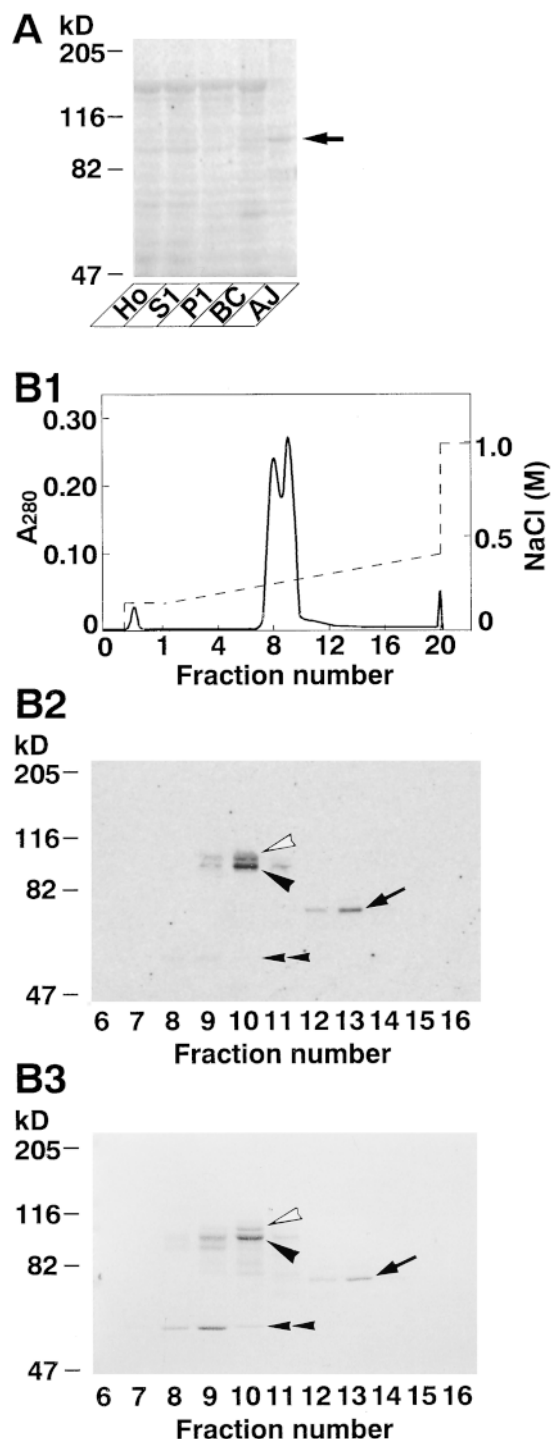 A
kD
205
116
82
47
Ho S1 P1 BC AJ
B1
0.30
0.20
0.10
0
A280
1.0
0.5
0
NaCl (M)
0 1 4 8 12 16 20
Fraction number
B2
kD
205
116
82
47
6 7 8 9 10 11 12 13 14 15 16
Fraction number
B3
kD
205
116
82
47
6 7 8 9 10 11 12 13 14 15 16
Fraction number